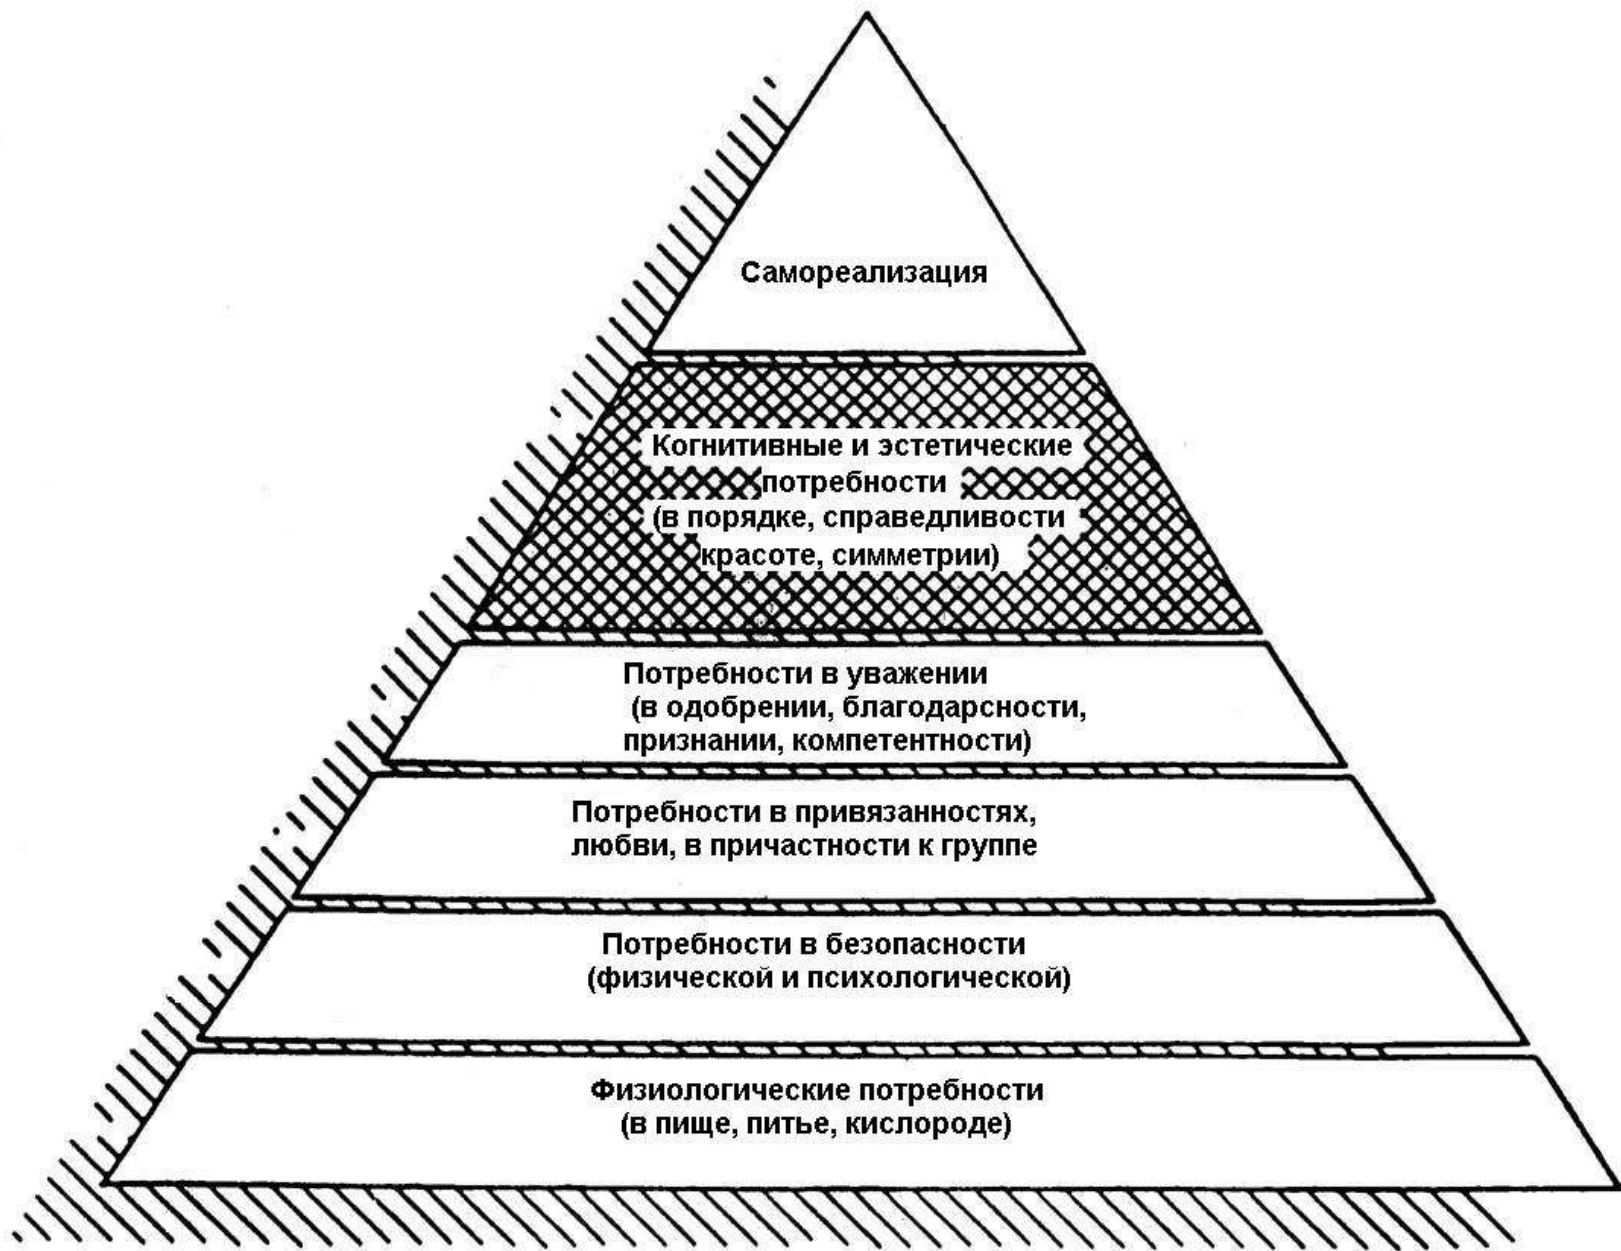 Самореализация
Когнитивные и эстетические
потребности
(в порядке, справедливости
красоте, симметрии)
Потребности в уважении
(в одобрении, благодарсности,
признании, компетентности)
Потребности в привязанностях,
любви, в причастности к группе
Потребности в безопасности
(физической и психологической)
Физиологические потребности
(в пище, питье, кислороде)